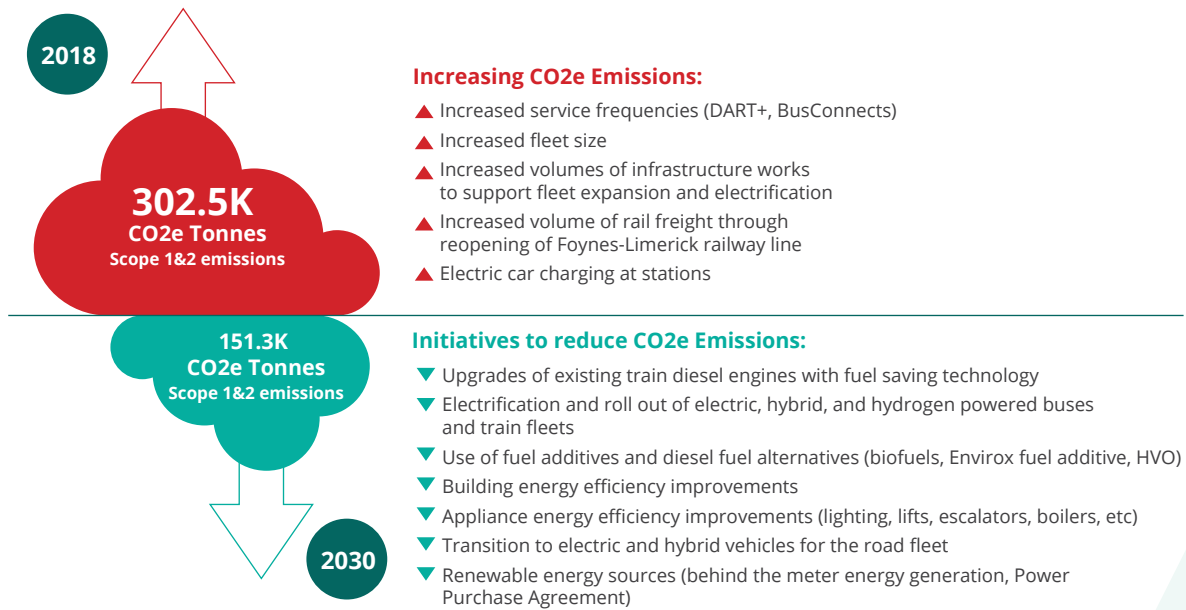 2018
302.5K
CO2e Tonnes
Scope 1&2 emissions
Increasing CO2e Emissions:
Increased service frequencies (DART+, BusConnects)
Increased fleet size
Increased volumes of infrastructure works
to support fleet expansion and electrification
Increased volume of rail freight through
reopening of Foynes-Limerick railway line
Electric car charging at stations
151.3K
CO2e Tonnes
Scope 1&2 emissions
2030
Initiatives to reduce CO2e Emissions:
Upgrades of existing train diesel engines with fuel saving technology
Electrification and roll out of electric, hybrid, and hydrogen powered buses
and train fleets
Use of fuel additives and diesel fuel alternatives (biofuels, Envirox fuel additive, HVO)
Building energy efficiency improvements
Appliance energy efficiency improvements (lighting, lifts, escalators, boilers, etc)
Transition to electric and hybrid vehicles for the road fleet
Renewable energy sources (behind the meter energy generation, Power
Purchase Agreement)